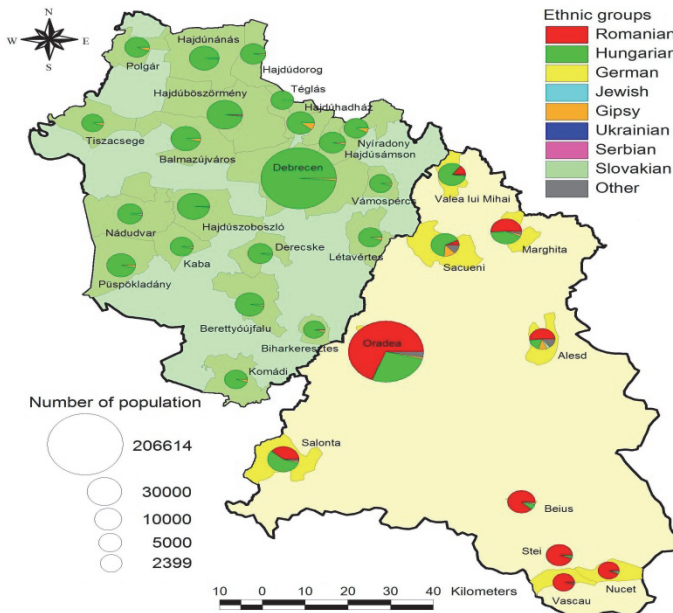 N
W E
S
Ethnic groups
Romanian
Hungarian
German
Jewish
Gipsy
Ukrainian
Serbian
Slovakian
Other
Polgár
Hajdúnánás
Hajdúdorog
Téglás
Hajdúböszörmény
Hajdúhadház
Tiszacsege
Balmazújváros
Nyíradony
Hajdúsámson
Debrecen
Vámospércs
Valea lui Mihai
Nádudvar
Hajdúszoboszló
Marghita
Sacueni
Kaba
Derecske
Létavértes
Püspökladány
Berettyóújfalu
Biharkeresztes
Oradea
Alesd
Komádi
Number of population
206614
30000
10000
5000
2399
Salonta
Beius
Stei
Nucet
Vascau
10 0 10 20 30 40 Kilometers